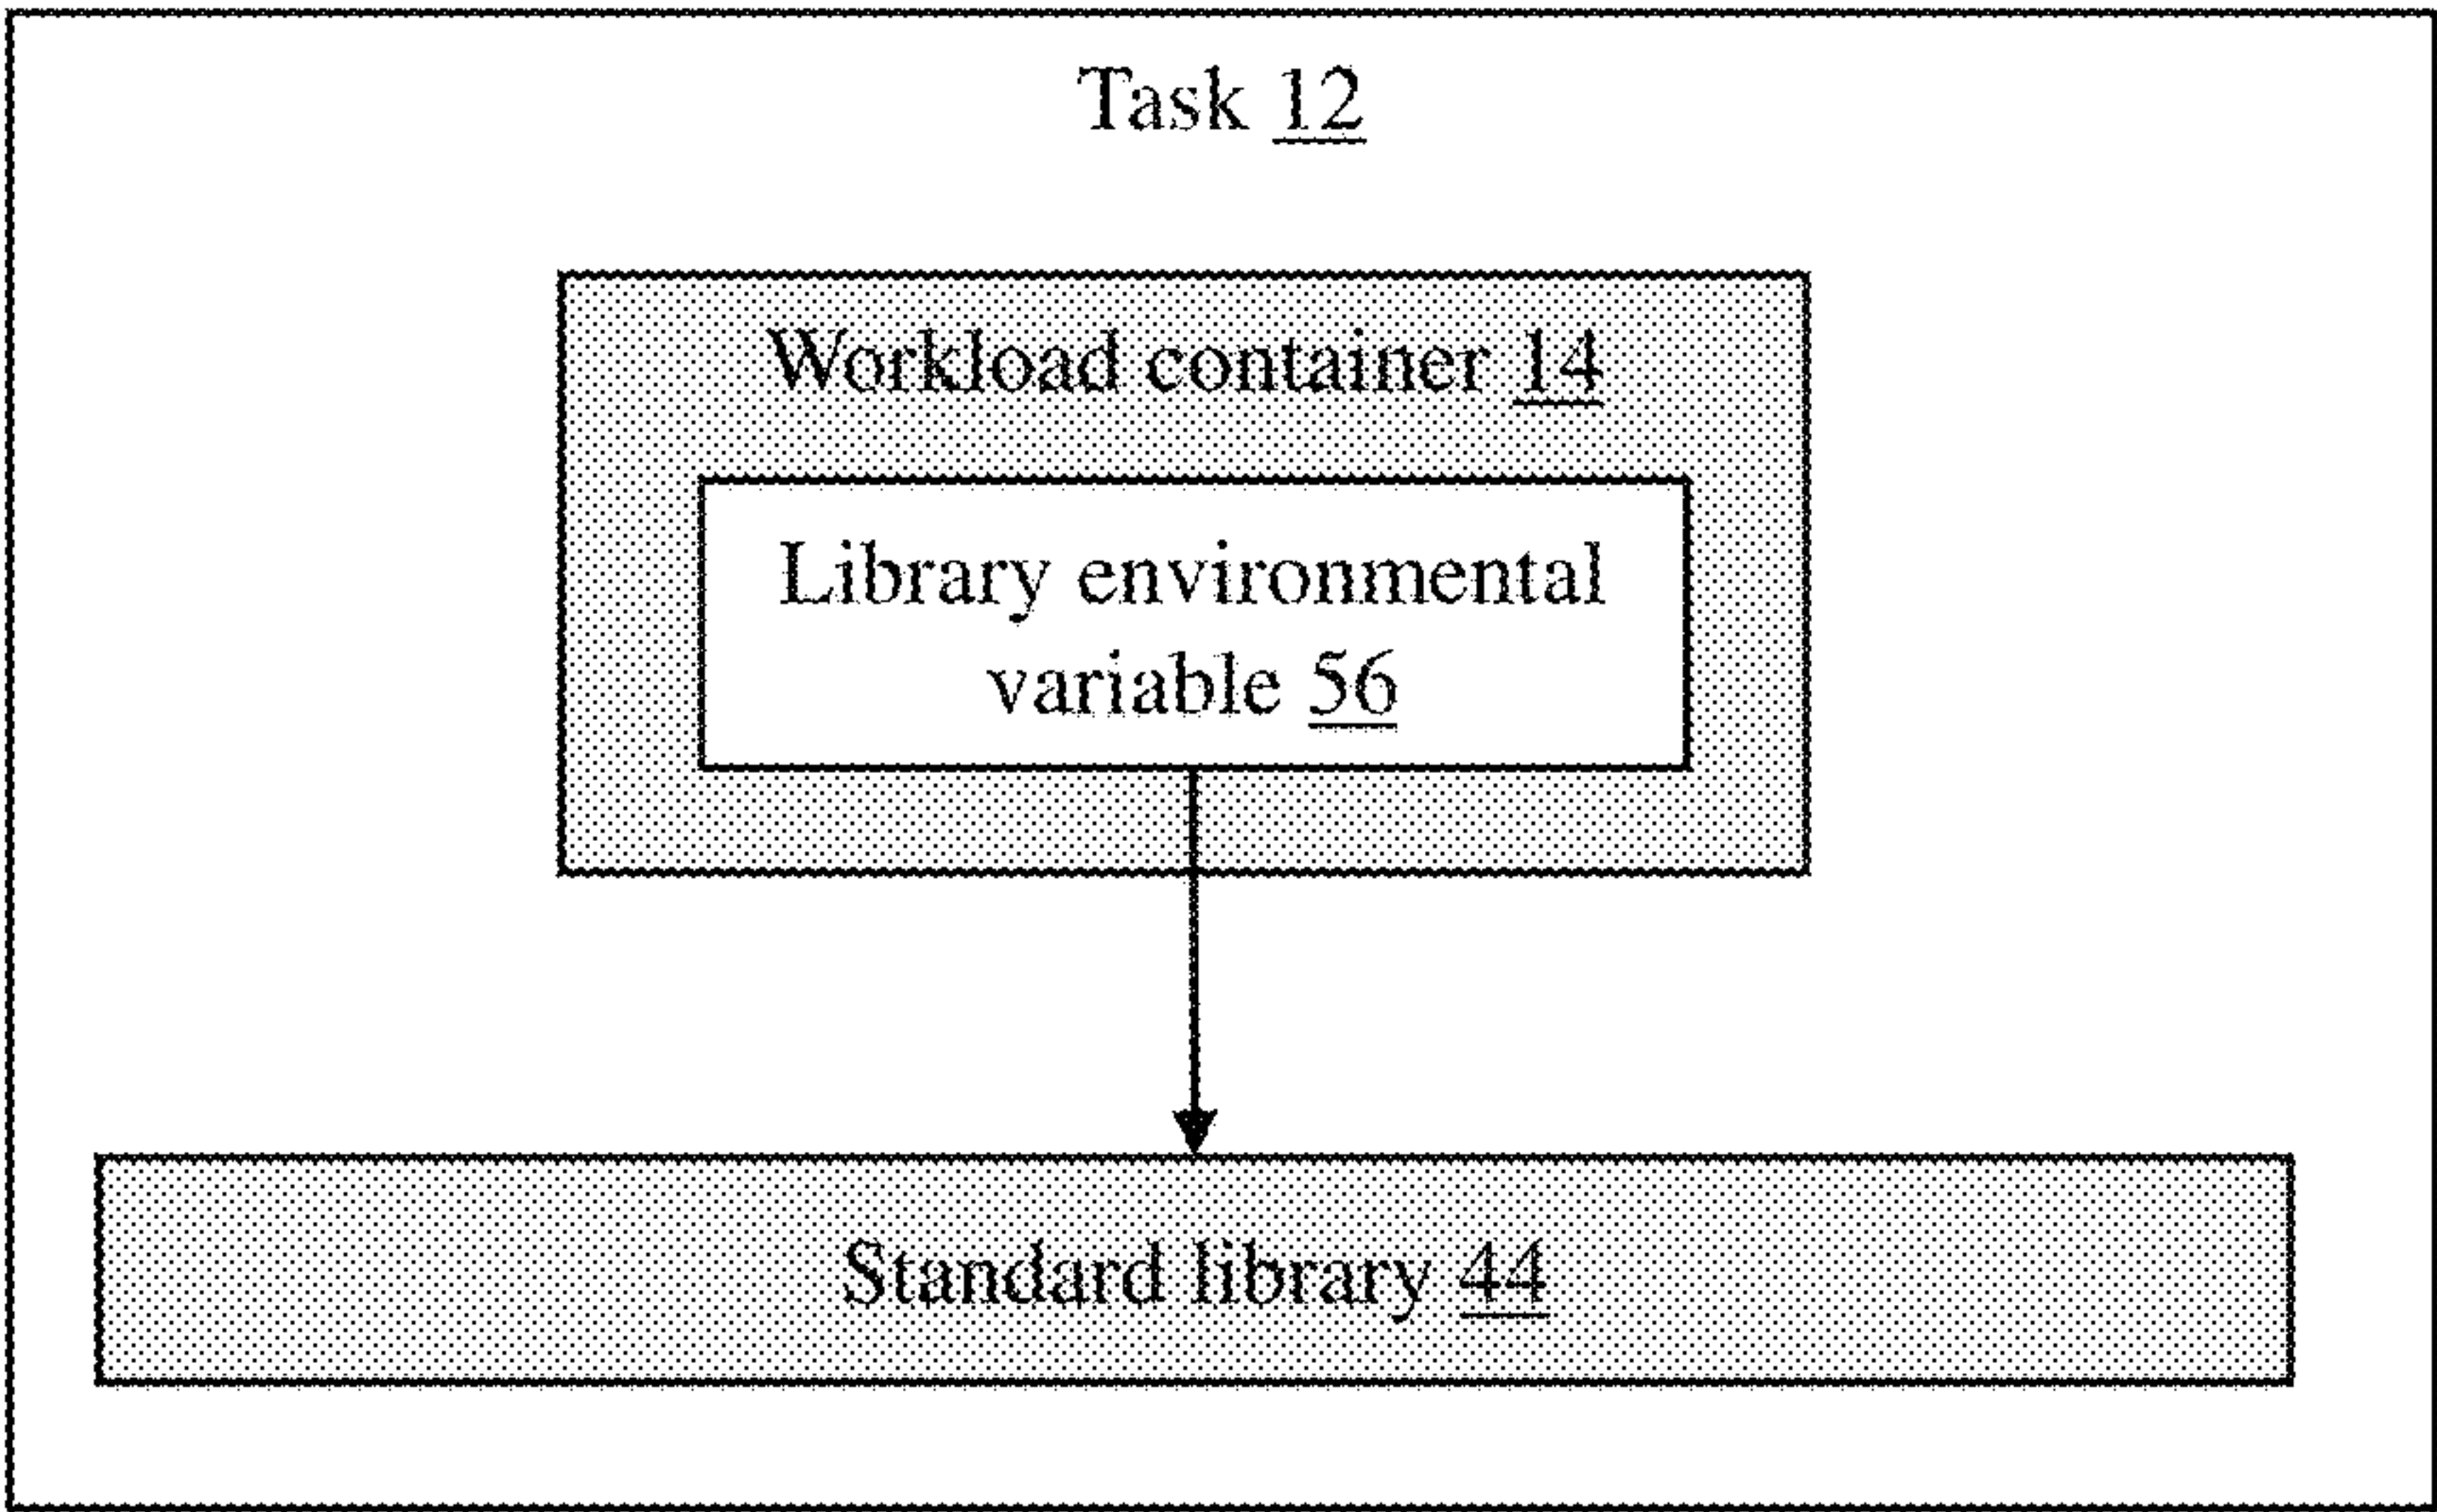 Task 12
Workload container 14
Library environmental
variable 56
Standard library 44